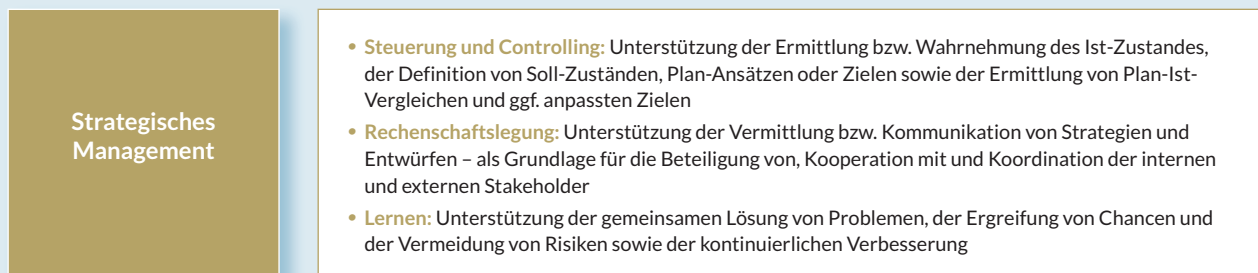 Strategisches
Management
• Steuerung und Controlling: Unterstützung der Ermittlung bzw. Wahrnehmung des Ist-Zustandes,
der Definition von Soll-Zuständen, Plan-Ansätzen oder Zielen sowie der Ermittlung von Plan-Ist-
Vergleichen und ggf. anpassten Zielen
• Rechenschaftslegung: Unterstützung der Vermittlung bzw. Kommunikation von Strategien und
Entwürfen – als Grundlage für die Beteiligung von, Kooperation mit und Koordination der internen
und externen Stakeholder
• Lernen: Unterstützung der gemeinsamen Lösung von Problemen, der Ergreifung von Chancen und
der Vermeidung von Risiken sowie der kontinuierlichen Verbesserung